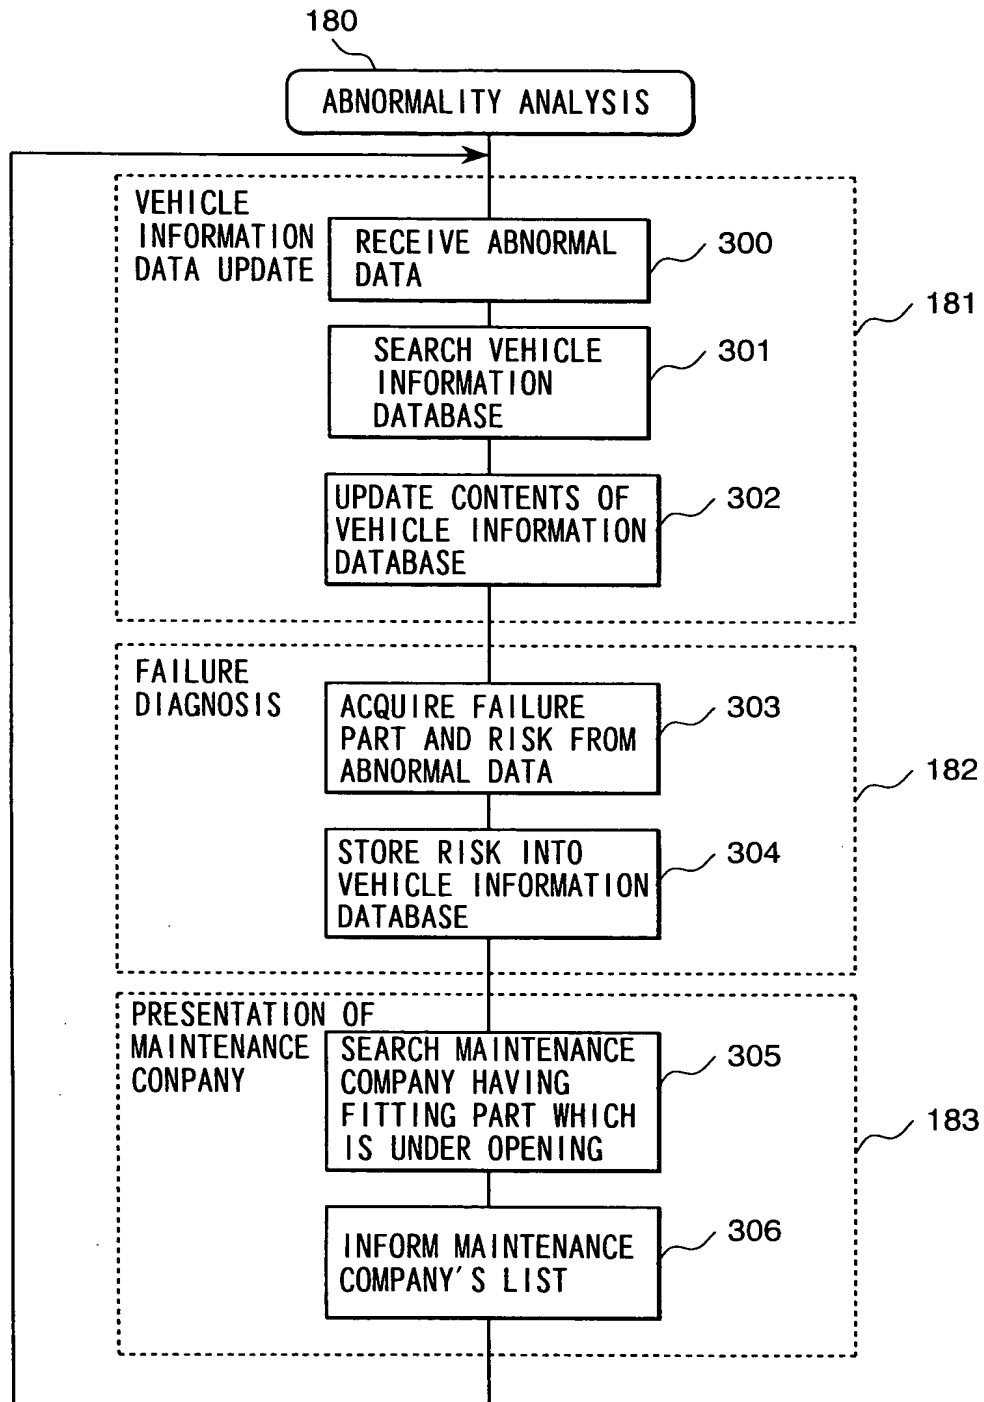 180
ABNORMALITY ANALYSIS
VEHICLE
INFORMATION
DATA UPDATE
RECEIVE ABNORMAL
DATA
300
181
SEARCH VEHICLE
INFORMATION
DATABASE
301
UPDATE CONTENTS OF
VEHICLE INFORMATION
DATABASE
302
FAILURE
DIAGNOSIS
ACQUIRE FAILURE
PART AND RISK FROM
ABNORMAL DATA
303
182
STORE RISK INTO
VEHICLE INFORMATION
DATABASE
304
PRESENTATION OF
MAINTENANCE
CONPANY
SEARCH MAINTENANCE
COMPANY HAVING
FITTING PART WHICH
IS UNDER OPENING
305
183
INFORM MAINTENANCE
COMPANY'S LIST
306